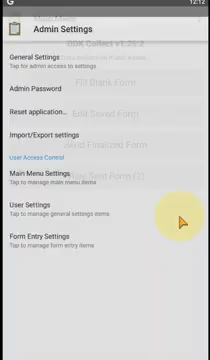 12:12
Main Menu
Admin Settings
ODK Collect v1.25.2
General Settings
Tap for admin access to settings
Fill Blank Form
Admin Password
Edit Saved Form
Reset application...
Import/Export settings
Send Finalized Form
User Access Control
Main Menu Settings
View Sent Form (2)
Tap to manage main menu items
User Settings
Tap to manage general settings items
Form Entry Settings
Tap to manage form entry items